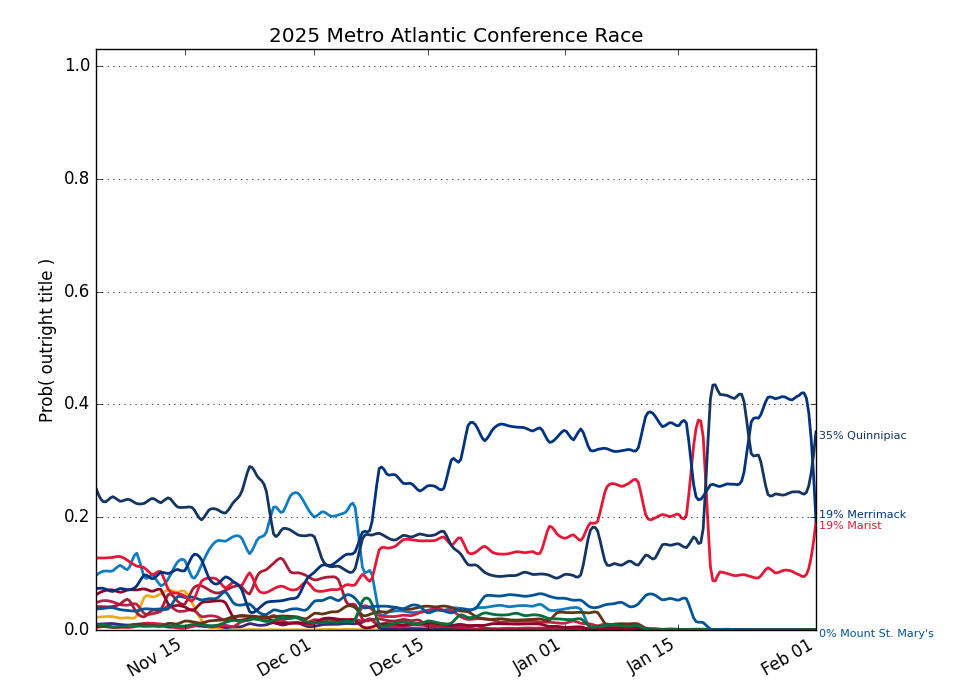 2025 Metro Atlantic Conference Race
1.0
0.8
0.6
0.4
0.2
0.0
Prob( outright title )
35% Quinnipiac
19% Merrimack
19% Marist
0% Mount St. Mary's
Nov 15
Dec 01
Dec 15
Jan 01
Jan 15
Feb 01